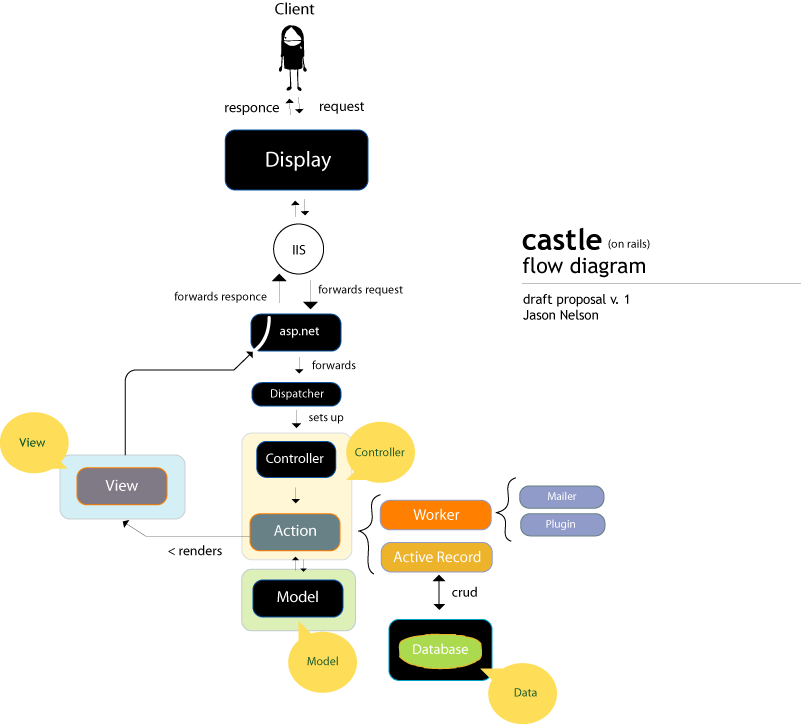 Client
responce
request
Display
IIS
castle (on rails)
flow diagram
draft proposal v. 1
Jason Nelson
forwards responce
forwards request
asp.net
forwards
Dispatcher
sets up
View
Controller
Controller
View
Mailer
Worker
Plugin
Action
< renders
Active Record
crud
Model
Database
Model
Data